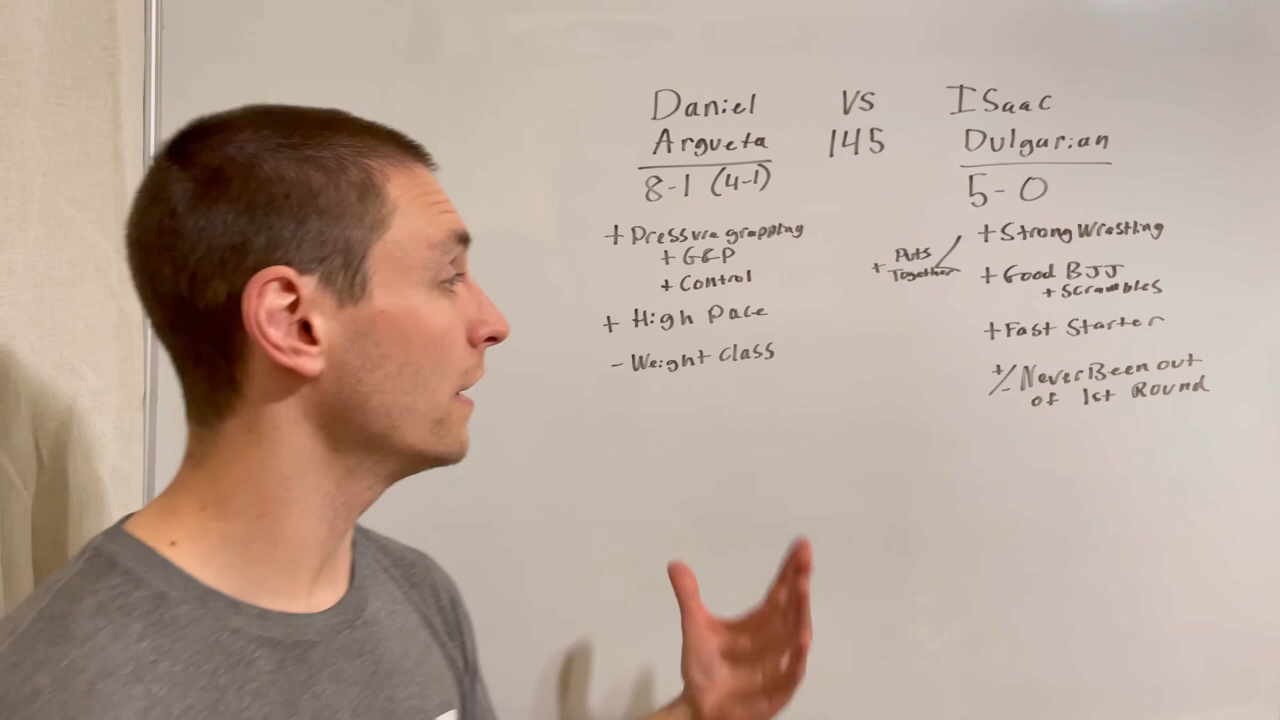 Daniel VS ISaac
Argueta 145 Dulgarian
8-1 (4-1) 5-0
+ Pressure grappling
+ G&P
+ Control
+ High Pace
- Weight Class
+ Strong Wrestling
+ Puts
Together
+ Good BJJ
+ Scrambles
+ Fast Starter
+/- Never Been out
of 1st Round